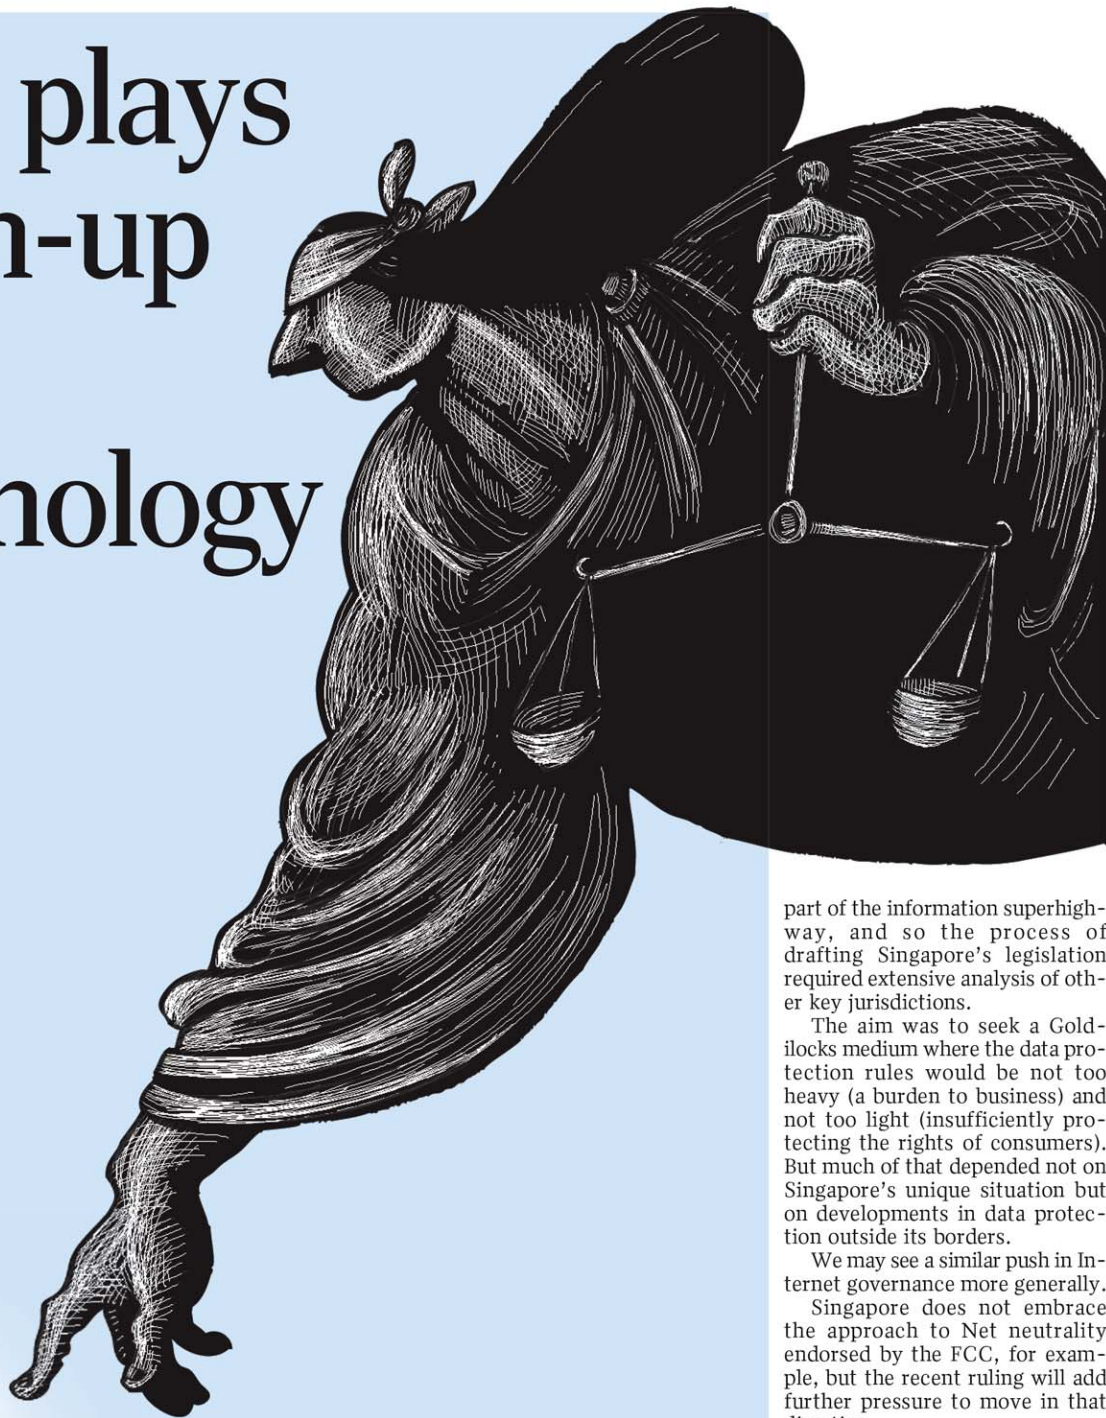 plays
n-up
nology
part of the information superhigh-
way, and so the process of
drafting Singapore's legislation
required extensive analysis of oth-
er key jurisdictions.
The aim was to seek a Gold-
ilocks medium where the data pro-
tection rules would be not too
heavy (a burden to business) and
not too light (insufficiently pro-
tecting the rights of consumers).
But much of that depended not on
Singapore's unique situation but
on developments in data protec-
tion outside its borders.
We may see a similar push in In-
ternet governance more generally.
Singapore does not embrace
the approach to Net neutrality
endorsed by the FCC, for exam-
ple, but the recent ruling will add
further pressure to move in that